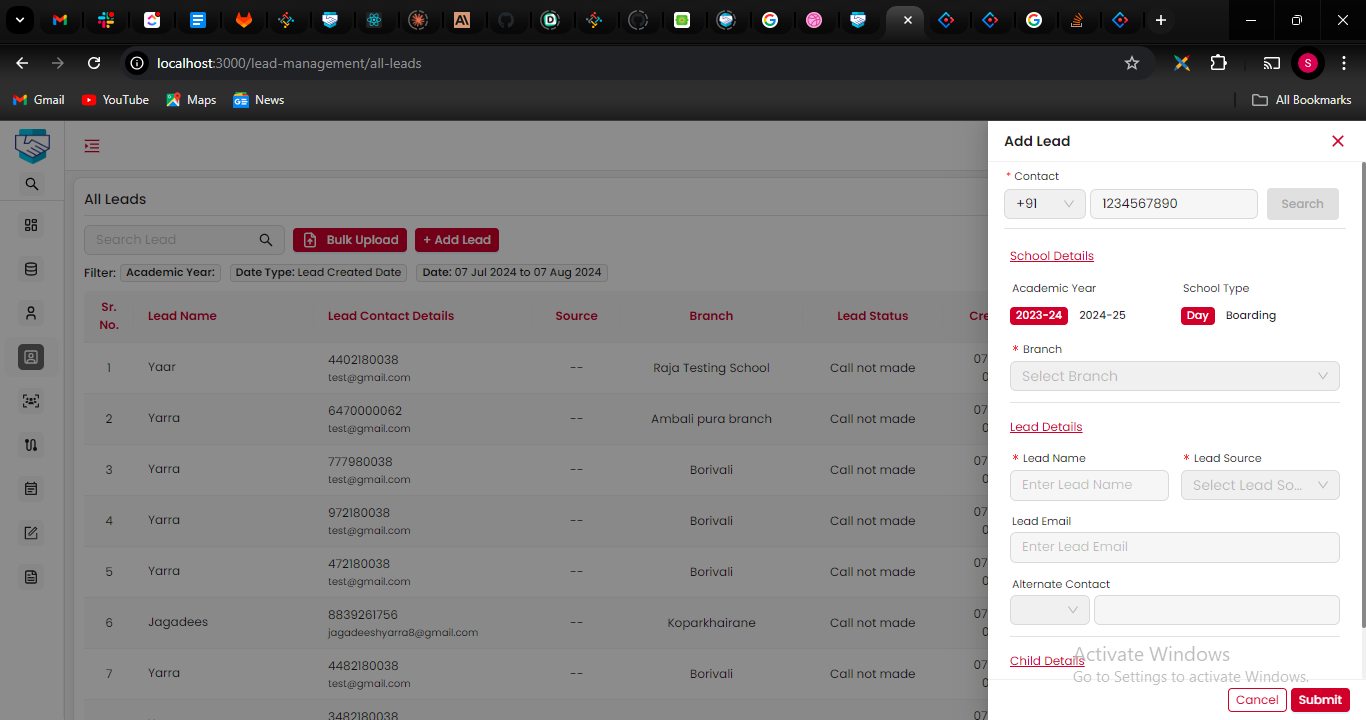 localhost:3000/lead-management/all-leads
Gmail
YouTube
Maps
News
All Bookmarks
All Leads
Search Lead
Bulk Upload
+ Add Lead
Filter: Academic Year: Date Type: Lead Created Date Date: 07 Jul 2024 to 07 Aug 2024
Sr. No. Lead Name Lead Contact Details Source Branch Lead Status Cre
1 Yaar 4402180038 -- Raja Testing School Call not made 07
test@gmail.com 0
2 Yarra 6470000062 -- Ambali pura branch Call not made 07
test@gmail.com 0
3 Yarra 777980038 -- Borivali Call not made 07
test@gmail.com 0
4 Yarra 972180038 -- Borivali Call not made 07
test@gmail.com 0
5 Yarra 472180038 -- Borivali Call not made 07
test@gmail.com 0
6 Jagadees 8839261756 -- Koparkhairane Call not made 07
jagadeeshyarra8@gmail.com 0
7 Yarra 4482180038 -- Borivali Call not made 07
test@gmail.com 0
3482180038
Add Lead
* Contact
+91 1234567890 Search
School Details
Academic Year School Type
2023-24 2024-25 Day Boarding
* Branch
Select Branch
Lead Details
* Lead Name * Lead Source
Enter Lead Name Select Lead So...
Lead Email
Enter Lead Email
Alternate Contact
Child Details
Activate Windows
Go to Settings to activate Windows.
Cancel Submit